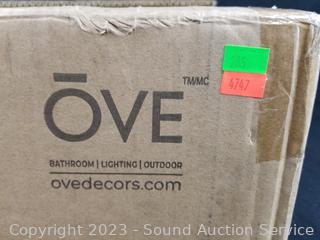 ŌVE
TM/MC
4747
BATHROOM | LIGHTING | OUTDOOR
ovedecors.com
Copyright 2023 - Sound Auction Service